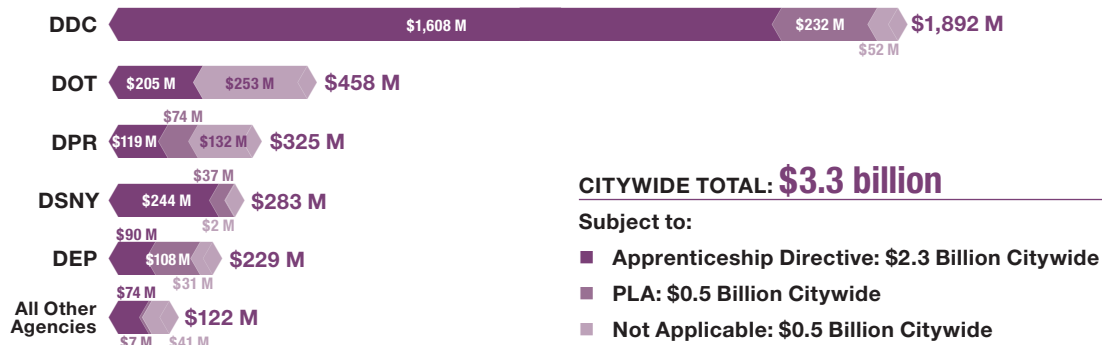 DDC $1,608 M $232 M $1,892 M
$52 M
DOT $205 M $253 M $458 M
$74 M
DPR $119 M $132 M $325 M
$37 M
DSNY $244 M $283 M
$2 M
$90 M
DEP $108 M $229 M
$31 M
$74 M
All Other
Agencies $122 M
$7 M $41 M
CITYWIDE TOTAL: $3.3 billion
Subject to:
Apprenticeship Directive: $2.3 Billion Citywide
PLA: $0.5 Billion Citywide
Not Applicable: $0.5 Billion Citywide